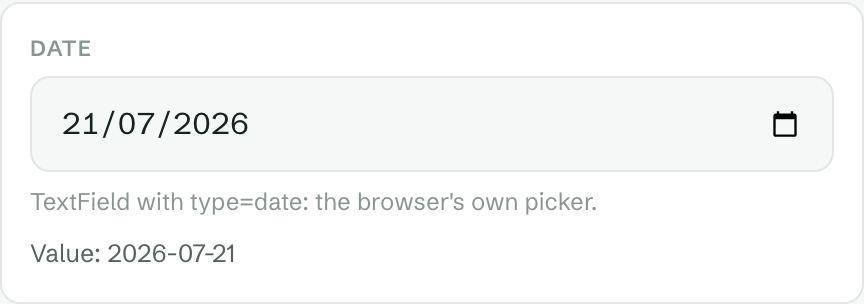 DATE
21/07/2026
TextField with type=date: the browser's own picker.
Value: 2026-07-21